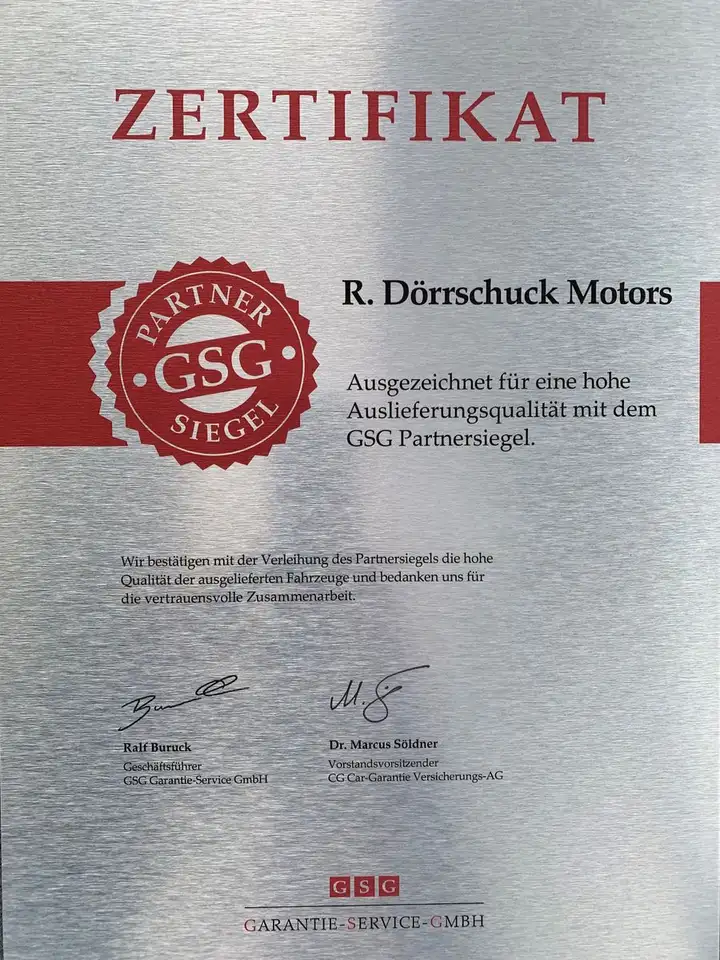 ZERTIFIKAT
PARTNER
GSG
SIEGEL
R. Dörrschuck Motors
Ausgezeichnet für eine hohe
Auslieferungsqualität mit dem
GSG Partnersiegel.
Wir bestätigen mit der Verleihung des Partnersiegels die hohe
Qualität der ausgelieferten Fahrzeuge und bedanken uns für
die vertrauensvolle Zusammenarbeit.
Ralf Buruck
Geschäftsführer
GSG Garantie-Service GmbH
Dr. Marcus Söldner
Vorstandsvorsitzender
CG Car-Garantie Versicherungs-AG
GSG
GARANTIE-SERVICE-GMBH